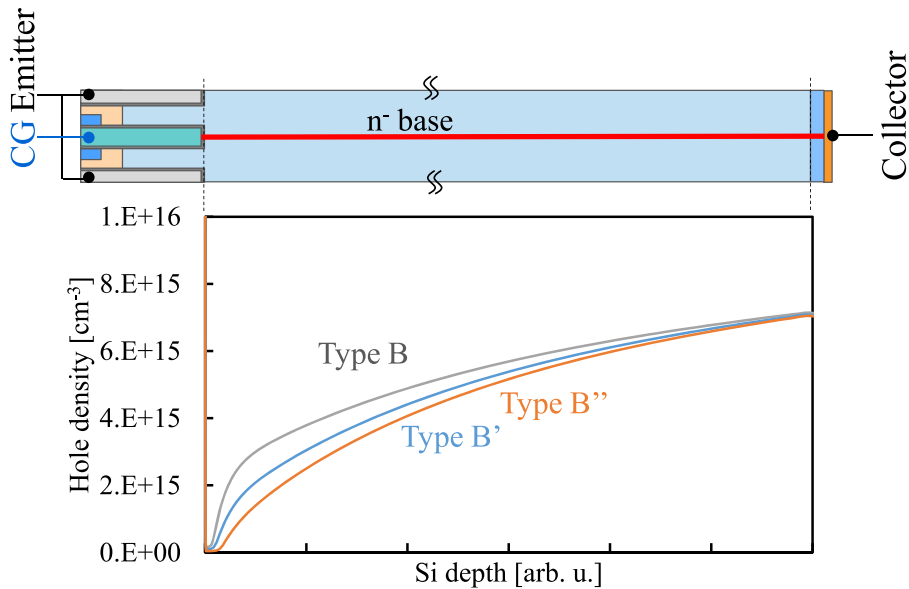 Emitter
CG
n- base
Collector
1.E+16
8.E+15
6.E+15
4.E+15
2.E+15
0.E+00
Hole density [cm-3]
Type B
Type B’’
Type B’
Si depth [arb. u.]